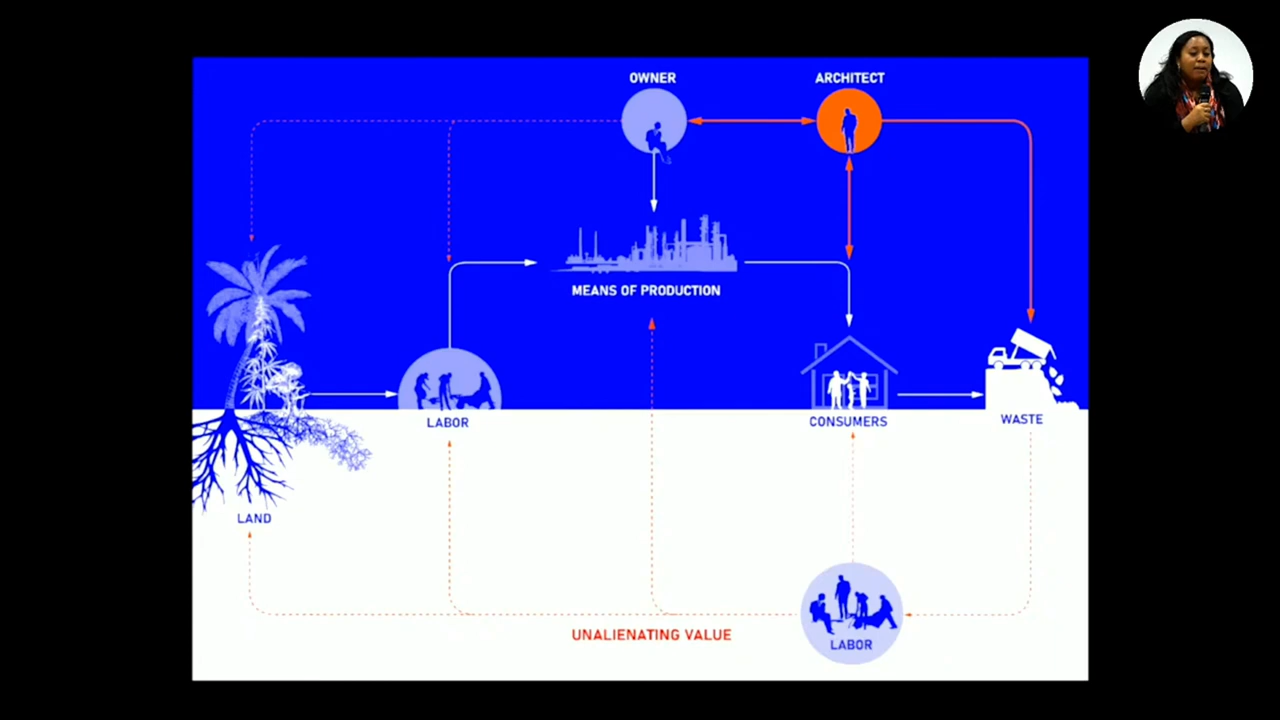 OWNER
ARCHITECT
MEANS OF PRODUCTION
LABOR
CONSUMERS
WASTE
LAND
UNALIENATING VALUE
LABOR